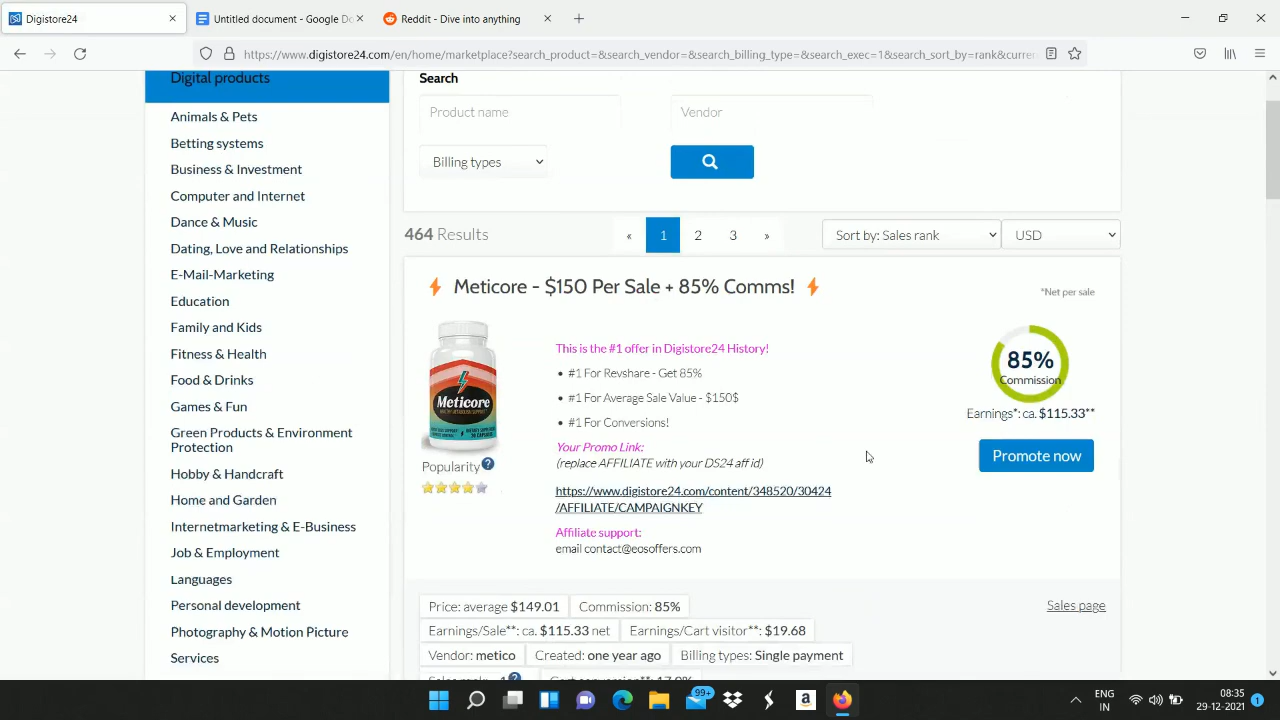 Digistore24
Untitled document - Google Do
Reddit - Dive into anything
https://www.digistore24.com/en/home/marketplace?search_product=&search_vendor=&search_billing_type=&search_exec=1&search_sort_by=rank&curre
Digital products
Animals & Pets
Betting systems
Business & Investment
Computer and Internet
Dance & Music
Dating, Love and Relationships
E-Mail-Marketing
Education
Family and Kids
Fitness & Health
Food & Drinks
Games & Fun
Green Products & Environment
Protection
Hobby & Handcraft
Home and Garden
Internetmarketing & E-Business
Job & Employment
Languages
Personal development
Photography & Motion Picture
Services
Search
Product name
Vendor
Billing types
464 Results
« 1 2 3 »
Sort by: Sales rank
USD
Meticore - $150 Per Sale + 85% Comms!
*Net per sale
Meticore
Popularity
This is the #1 offer in Digistore24 History!
• #1 For Revshare - Get 85%
• #1 For Average Sale Value - $150$
• #1 For Conversions!
Your Promo Link:
(replace AFFILIATE with your DS24 aff id)
https://www.digistore24.com/content/348520/30424
/AFFILIATE/CAMPAIGNKEY
Affiliate support:
email contact@eosoffers.com
85%
Commission
Earnings*: ca. $115.33**
Promote now
Price: average $149.01
Commission: 85%
Sales page
Earnings/Sale**: ca. $115.33 net
Earnings/Cart visitor**: $19.68
Vendor: metico
Created: one year ago
Billing types: Single payment
99+
ENG
IN
08:35
29-12-2021
1